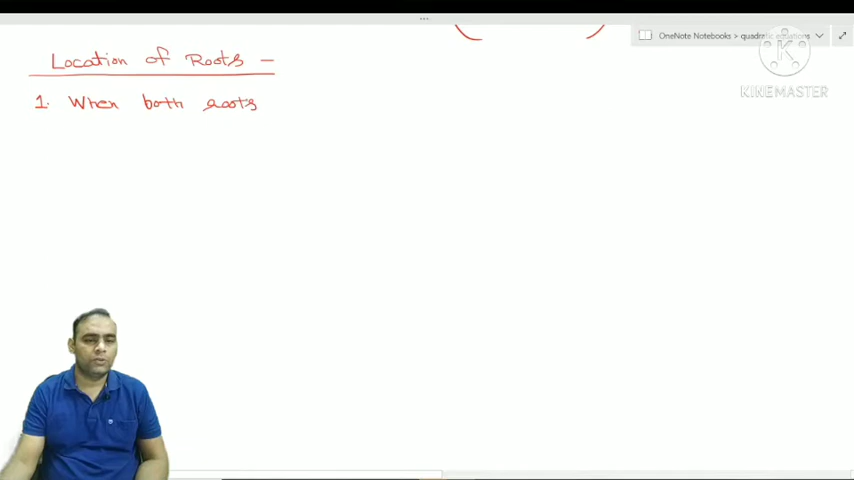 OneNote Notebooks > quadratic equations
K
KINEMASTER
Location of Roots -
1. When both roots